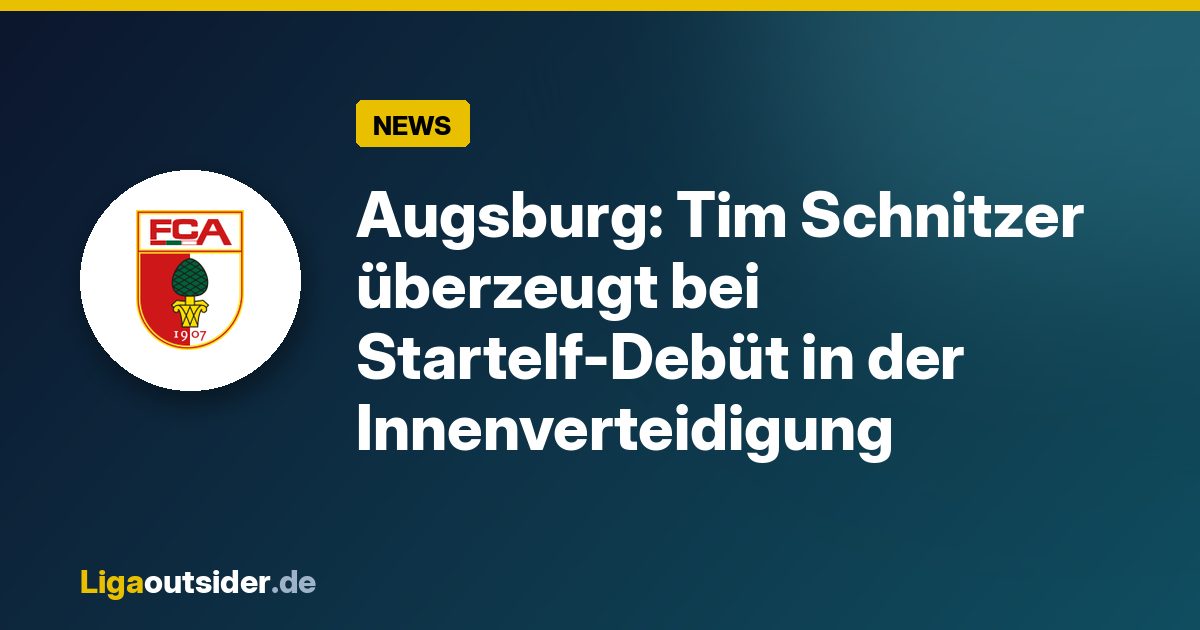 NEWS
Augsburg: Tim Schnitzer
überzeugt bei
Startelf-Debüt in der
Innenverteidigung
FCA
1907
Ligaoutsider.de